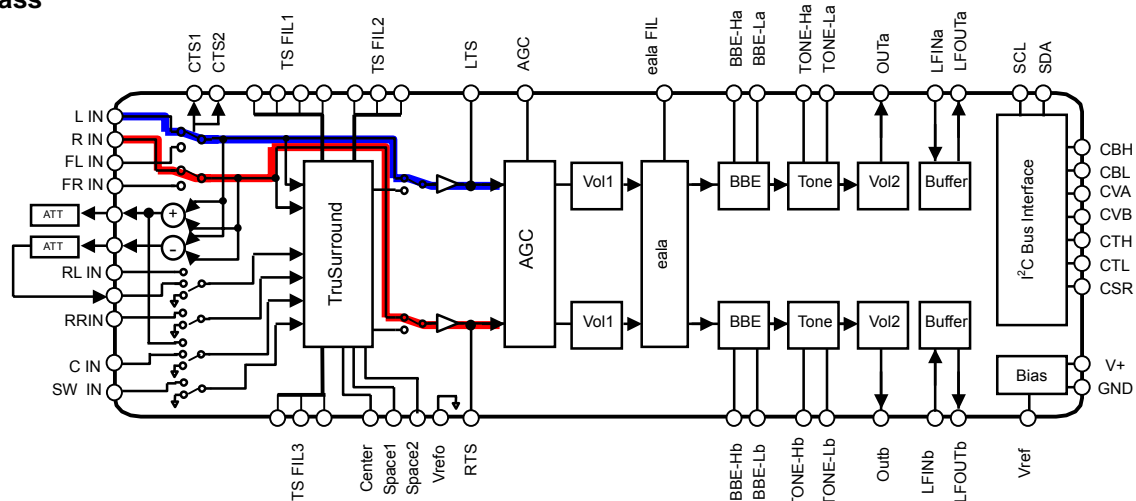 ass
CTS1
CTS2
TS FIL1
TS FIL2
LTS
AGC
eala FIL
BBE-Ha
BBE-La
TONE-Ha
TONE-La
OUTa
LFINa
LFOUTa
SCL
SDA
L IN
R IN
FL IN
FR IN
ATT
+
ATT
-
RL IN
RRIN
C IN
SW IN
TruSurround
AGC
Vol1
eala
BBE
Tone
Vol2
Buffer
Vol1
BBE
Tone
Vol2
Buffer
I²C Bus Interface
Bias
CBH
CBL
CVA
CVB
CTH
CTL
CSR
V+
GND
TS FIL3
Center
Space1
Space2
Vrefo
RTS
BBE-Hb
BBE-Lb
TONE-Hb
TONE-Lb
Outb
LFINb
LFOUTb
Vref